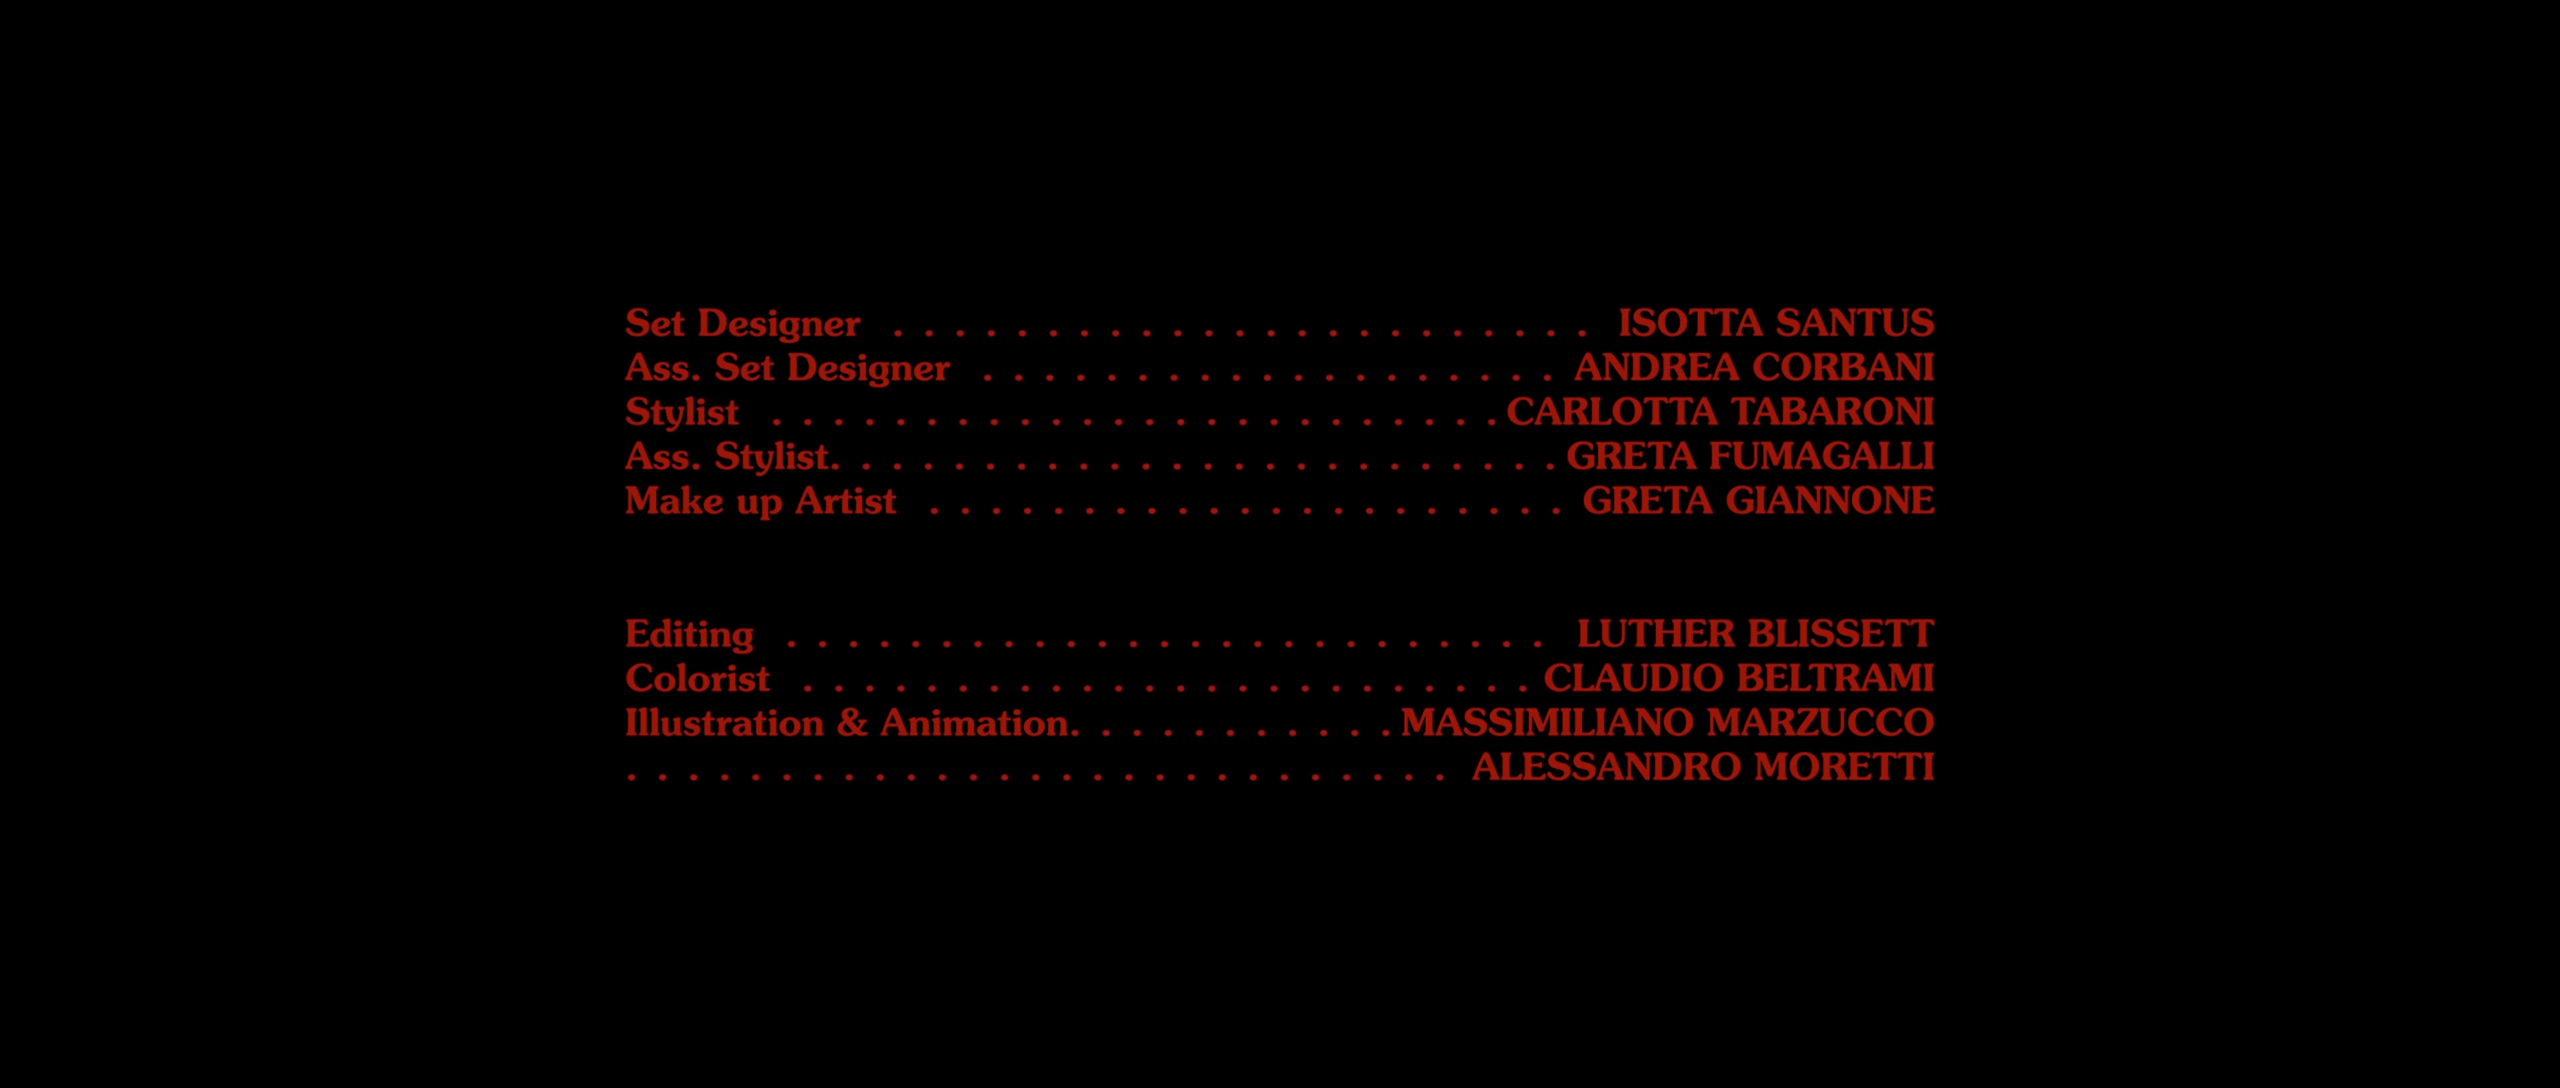 Set Designer . . . . . . . . . . . . . . . . . . . . . . . ISOTTA SANTUS
Ass. Set Designer . . . . . . . . . . . . . . . . . . . ANDREA CORBANI
Stylist . . . . . . . . . . . . . . . . . . . . . . . . CARLOTTA TABARONI
Ass. Stylist. . . . . . . . . . . . . . . . . . . . . . . . GRETA FUMAGALLI
Make up Artist . . . . . . . . . . . . . . . . . . . . . GRETA GIANNONE
Editing . . . . . . . . . . . . . . . . . . . . . . . . . LUTHER BLISSETT
Colorist . . . . . . . . . . . . . . . . . . . . . . . . CLAUDIO BELTRAMI
Illustration & Animation. . . . . . . . . . . MASSIMILIANO MARZUCCO
. . . . . . . . . . . . . . . . . . . . . . . . . . . ALESSANDRO MORETTI